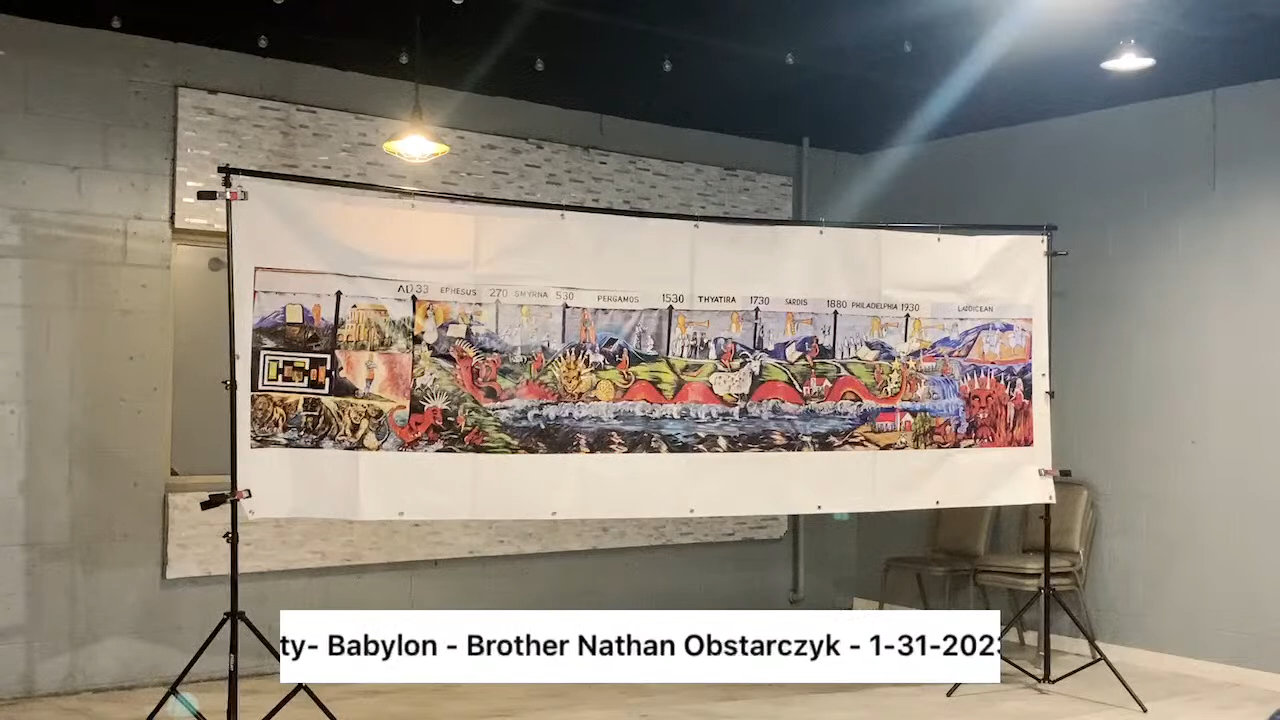 AD 33 EPHESUS 270 SMYRNA 530 PERGAMOS 1530 THYATIRA 1730 SARDIS 1880 PHILADELPHIA 1930 LAODICEAN
ty- Babylon - Brother Nathan Obstarczyk - 1-31-2023